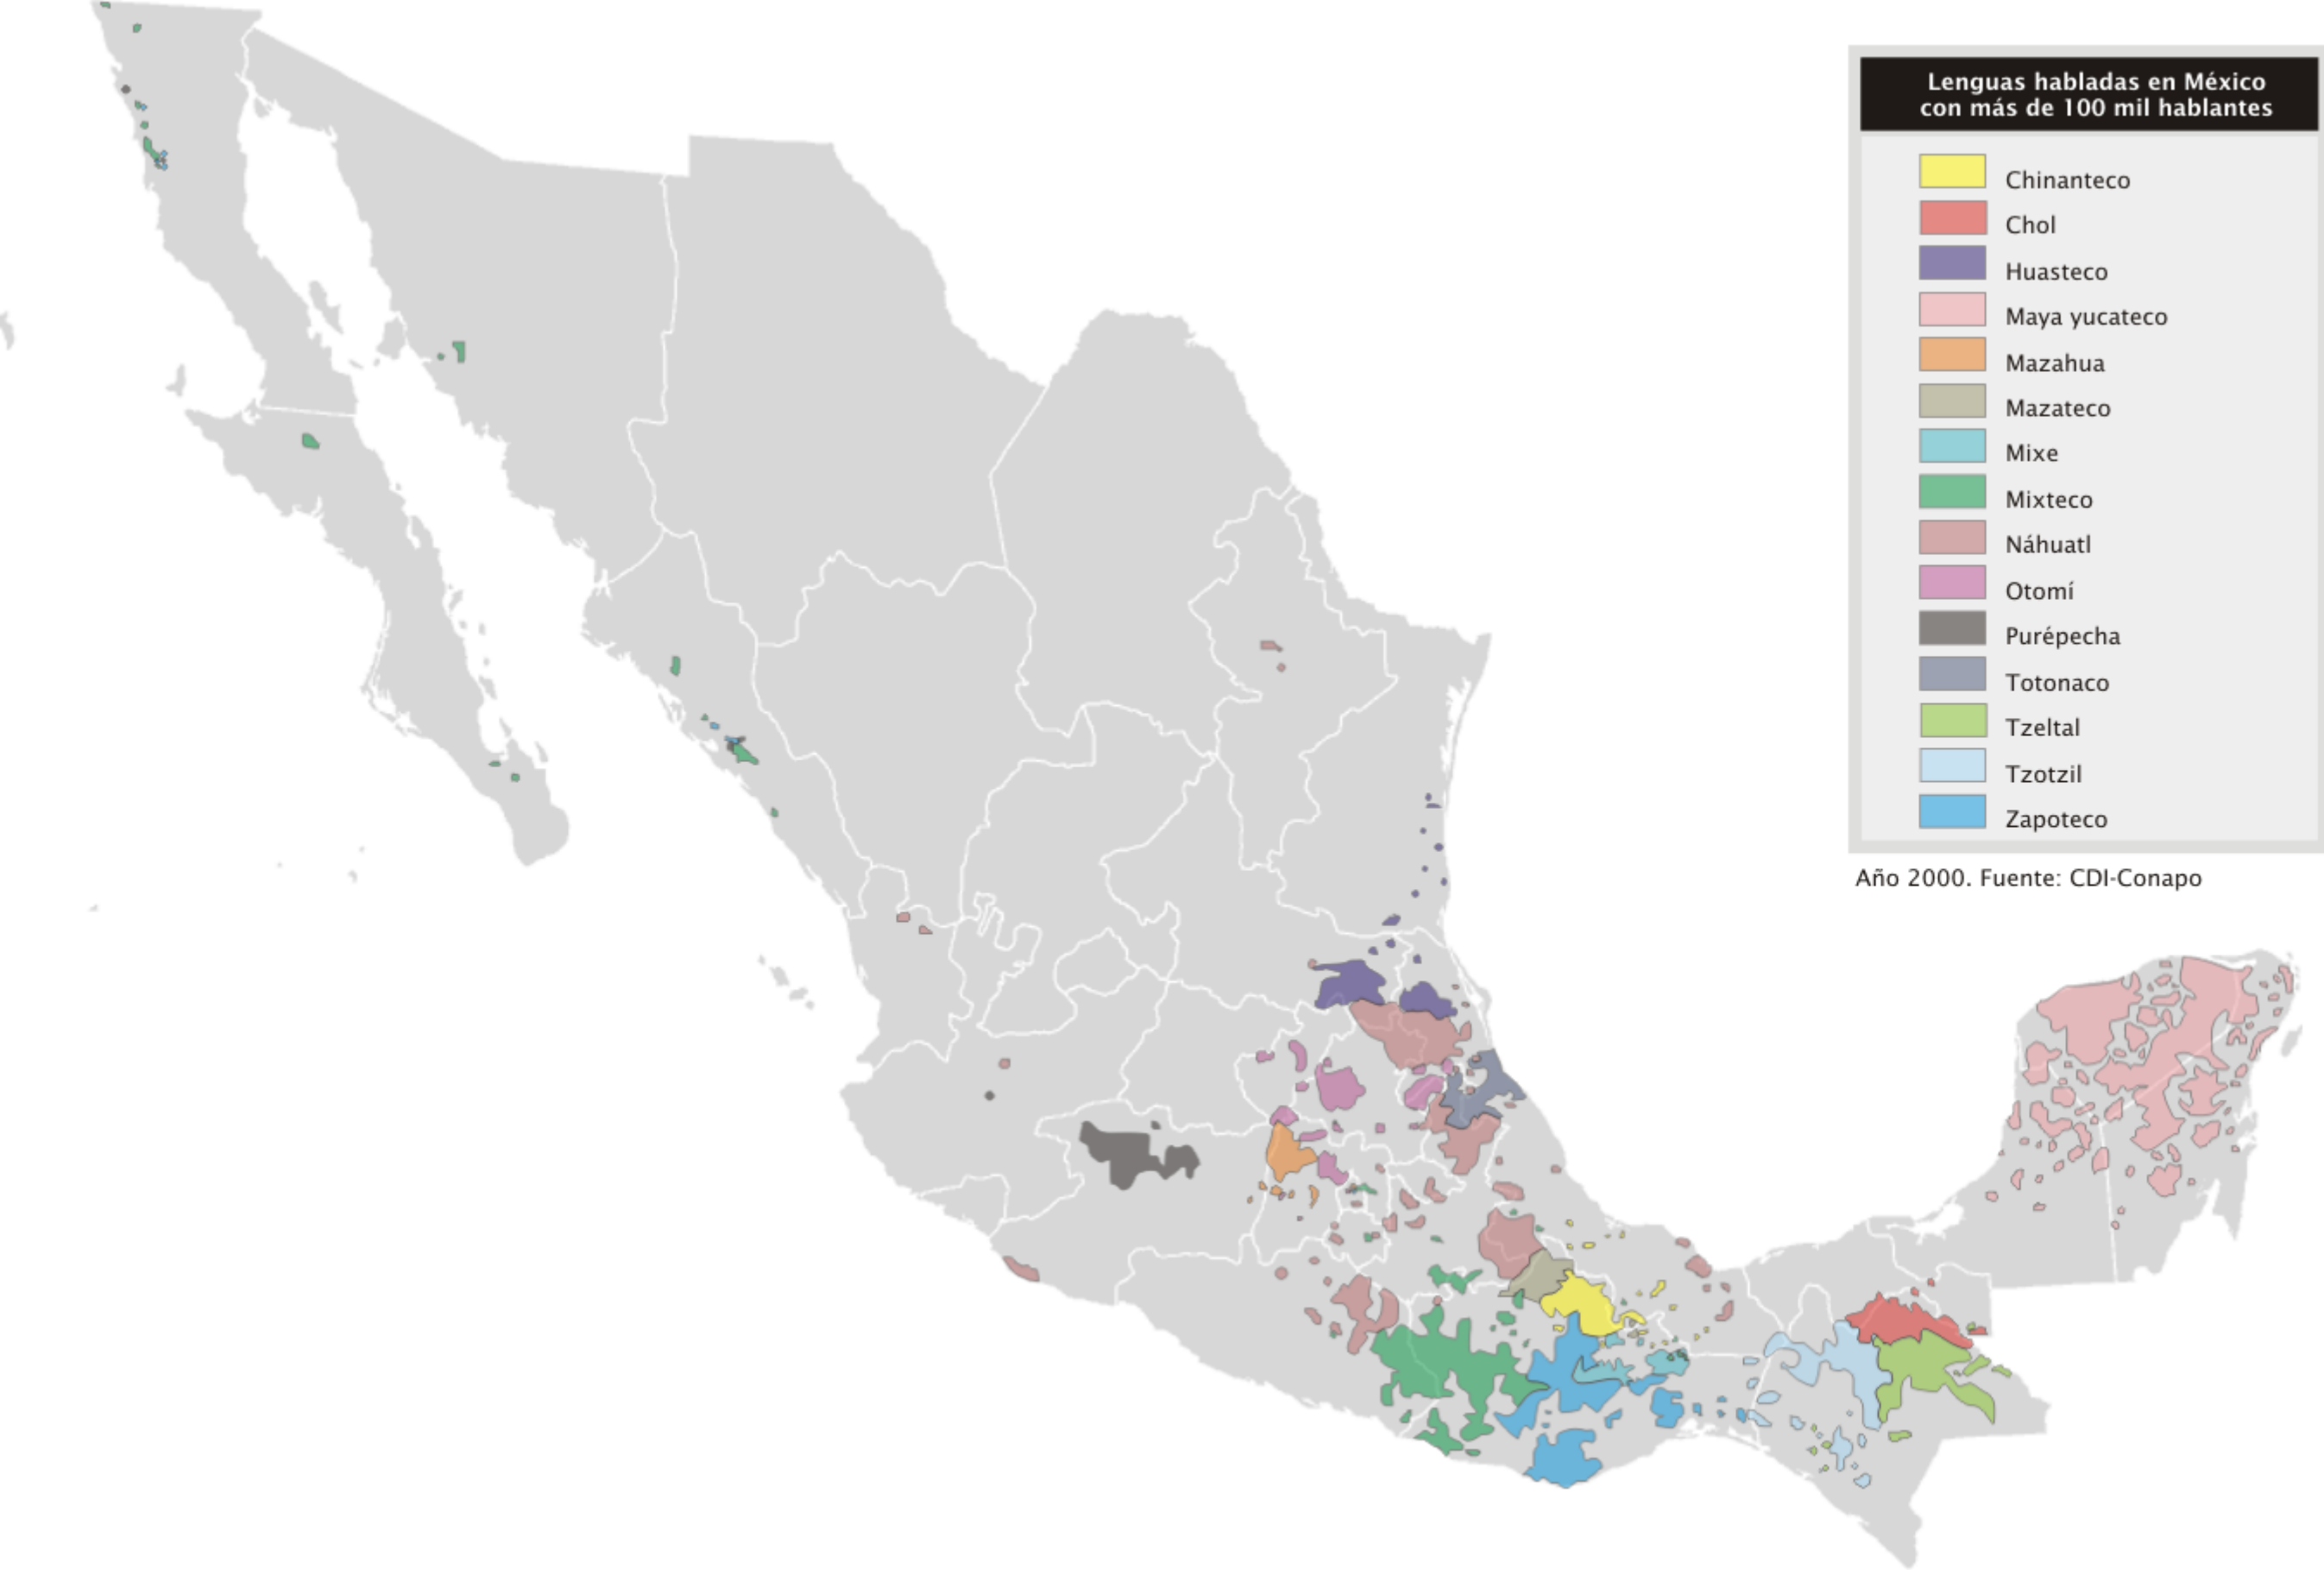 Lenguas habladas en México
con más de 100 mil hablantes
Chinanteco
Chol
Huasteco
Maya yucateco
Mazahua
Mazateco
Mixe
Mixteco
Náhuatl
Otomí
Purépecha
Totonaco
Tzeltal
Tzotzil
Zapoteco
Año 2000. Fuente: CDI-Conapo